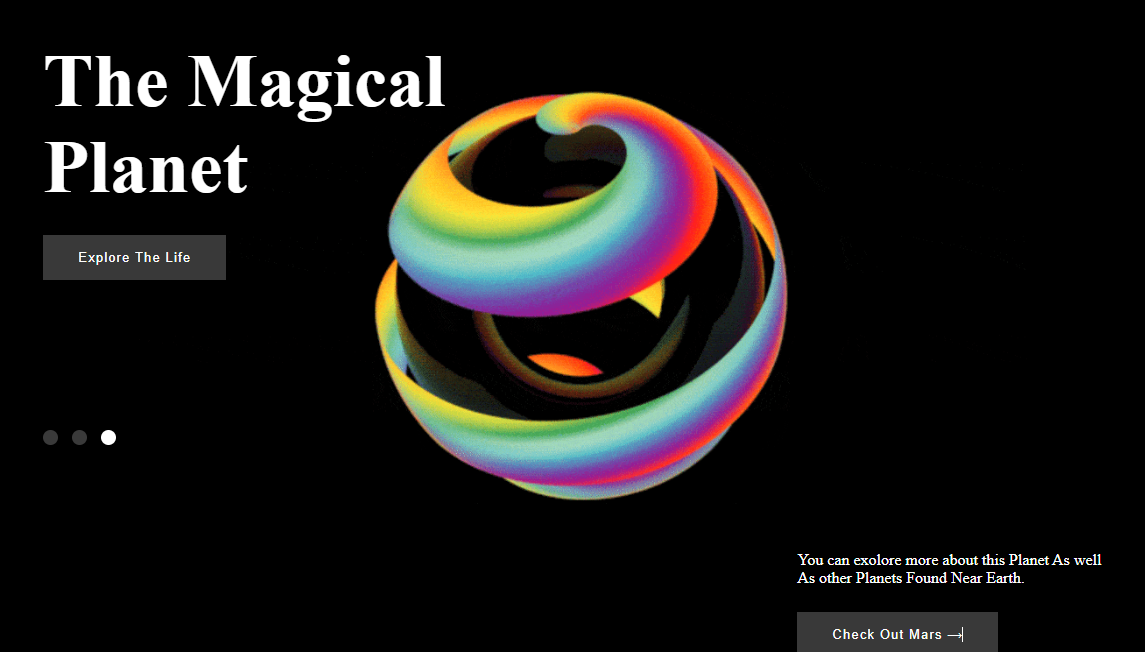 The Magical
Planet
Explore The Life
You can exolore more about this Planet As well
As other Planets Found Near Earth.
Check Out Mars ⟶|